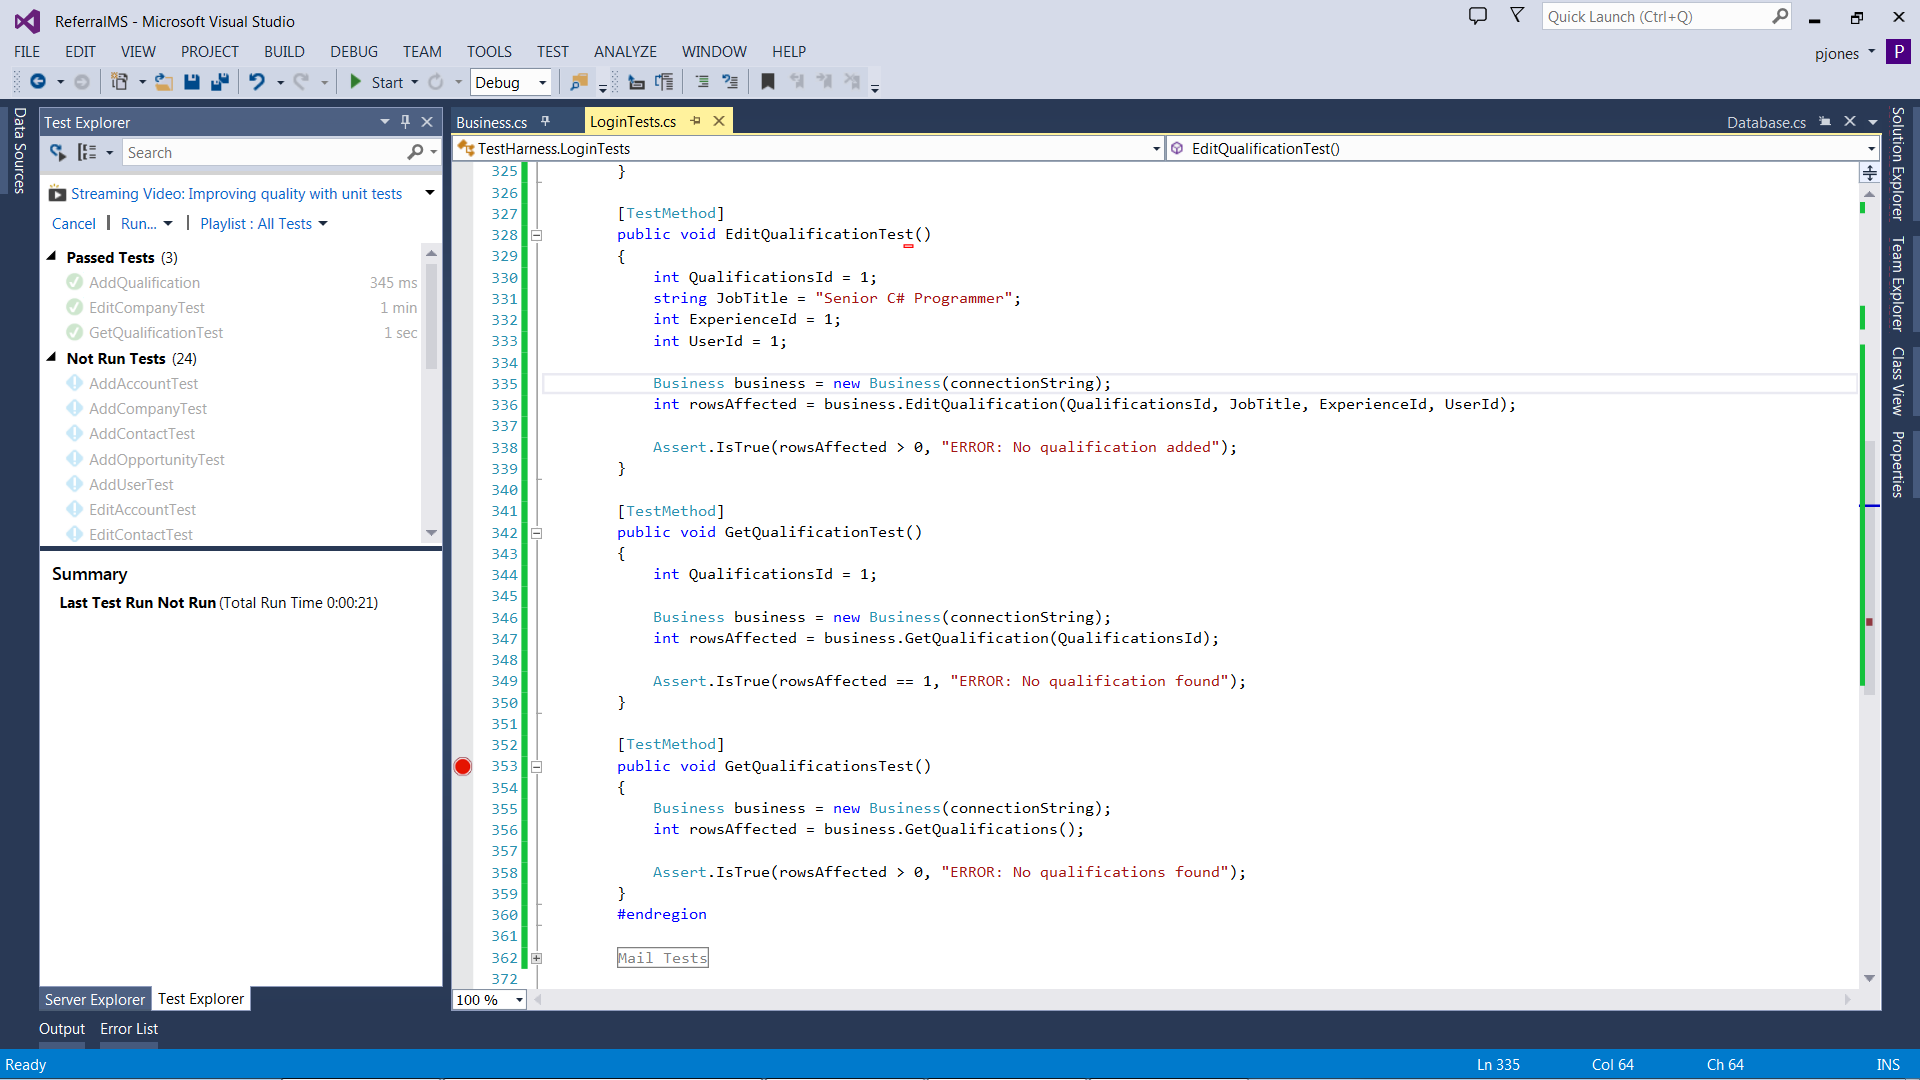 ReferralMS - Microsoft Visual Studio
Quick Launch (Ctrl+Q)
FILE EDIT VIEW PROJECT BUILD DEBUG TEAM TOOLS TEST ANALYZE WINDOW HELP
pjones P
Start Debug
Data Sources
Test Explorer
Search
Streaming Video: Improving quality with unit tests
Cancel Run... Playlist : All Tests
Passed Tests (3)
AddQualification 345 ms
EditCompanyTest 1 min
GetQualificationTest 1 sec
Not Run Tests (24)
AddAccountTest
AddCompanyTest
AddContactTest
AddOpportunityTest
AddUserTest
EditAccountTest
EditContactTest
Summary
Last Test Run Not Run (Total Run Time 0:00:21)
Server Explorer Test Explorer
Output Error List
Business.cs LoginTests.cs Database.cs
TestHarness.LoginTests EditQualificationTest()
325 }
326
327 [TestMethod]
328 public void EditQualificationTest()
329 {
330 int QualificationsId = 1;
331 string JobTitle = "Senior C# Programmer";
332 int ExperienceId = 1;
333 int UserId = 1;
334
335 Business business = new Business(connectionString);
336 int rowsAffected = business.EditQualification(QualificationsId, JobTitle, ExperienceId, UserId);
337
338 Assert.IsTrue(rowsAffected > 0, "ERROR: No qualification added");
339 }
340
341 [TestMethod]
342 public void GetQualificationTest()
343 {
344 int QualificationsId = 1;
345
346 Business business = new Business(connectionString);
347 int rowsAffected = business.GetQualification(QualificationsId);
348
349 Assert.IsTrue(rowsAffected == 1, "ERROR: No qualification found");
350 }
351
352 [TestMethod]
353 public void GetQualificationsTest()
354 {
355 Business business = new Business(connectionString);
356 int rowsAffected = business.GetQualifications();
357
358 Assert.IsTrue(rowsAffected > 0, "ERROR: No qualifications found");
359 }
360 #endregion
361
362 Mail Tests
372
100 %
Solution Explorer
Team Explorer
Class View
Properties
Ready Ln 335 Col 64 Ch 64 INS